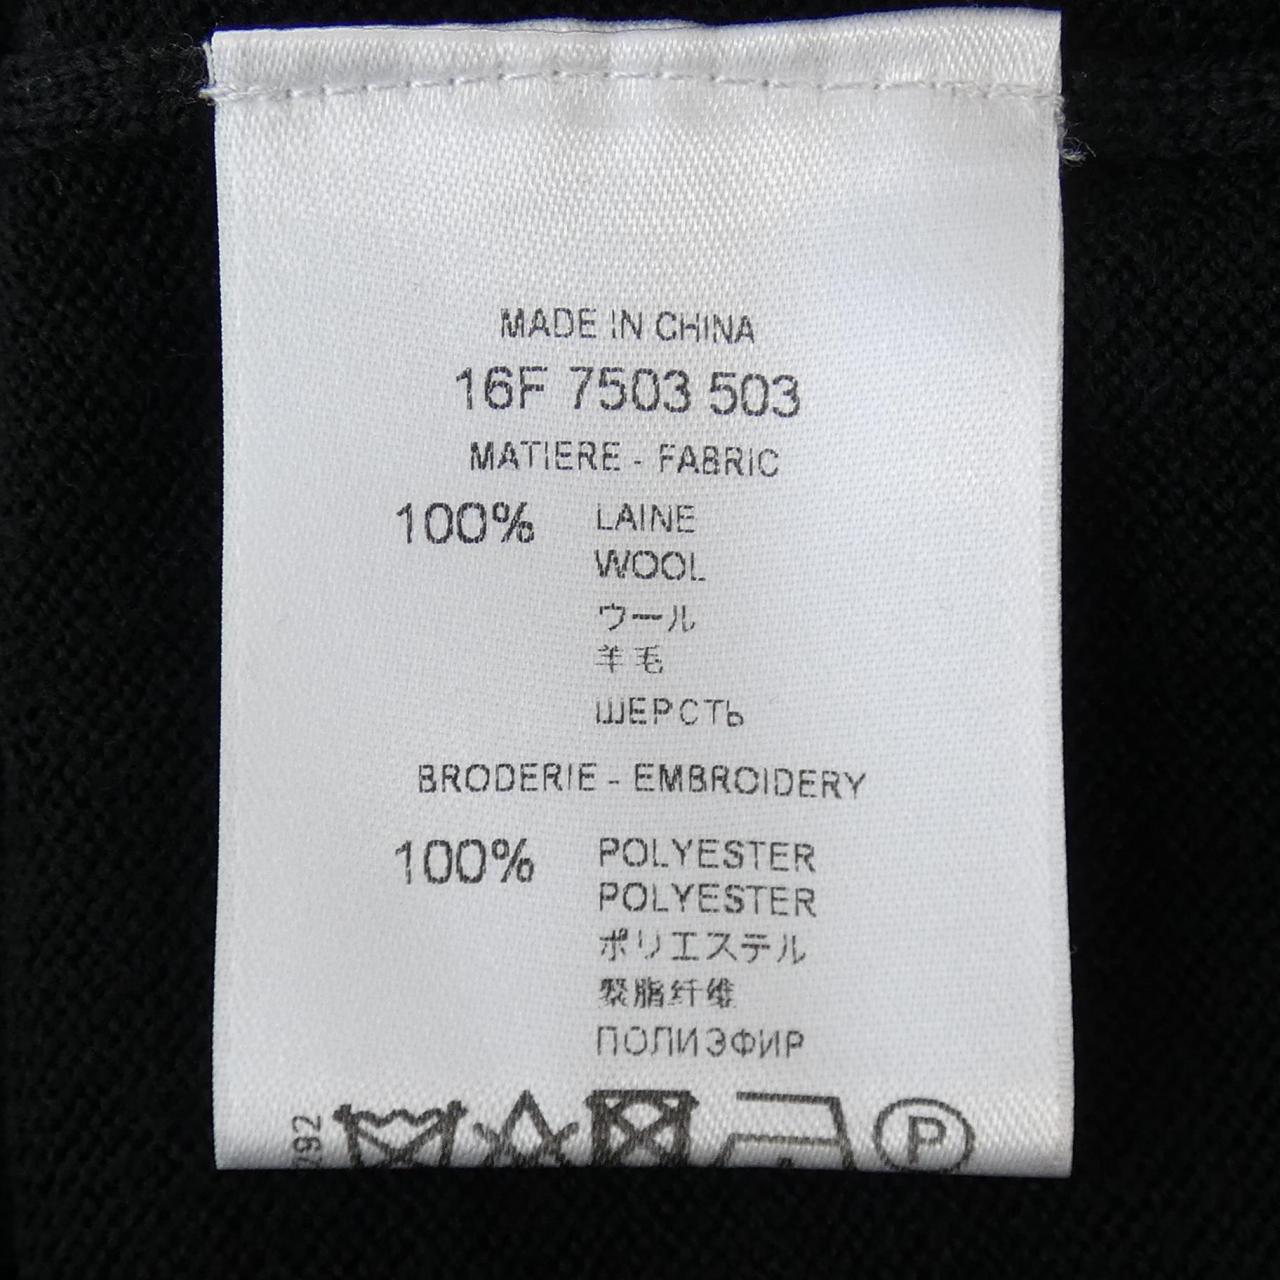 MADE IN CHINA
16F 7503 503
MATIERE - FABRIC
100% LAINE
WOOL
ウール
羊毛
ШЕРСТЬ
BRODERIE - EMBROIDERY
100% POLYESTER
POLYESTER
ポリエステル
聚脂纤维
ПОЛИЭФИР
P